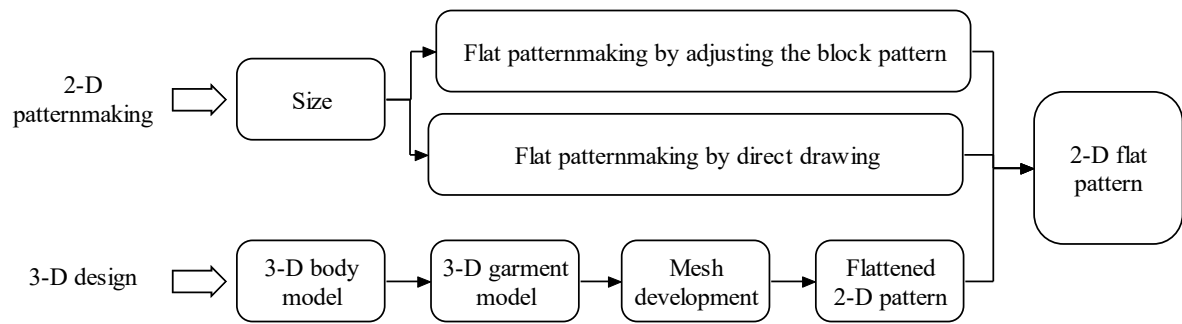 2-D
patternmaking
Size
Flat patternmaking by adjusting the block pattern
Flat patternmaking by direct drawing
2-D flat
pattern
3-D design
3-D body
model
3-D garment
model
Mesh
development
Flattened
2-D pattern